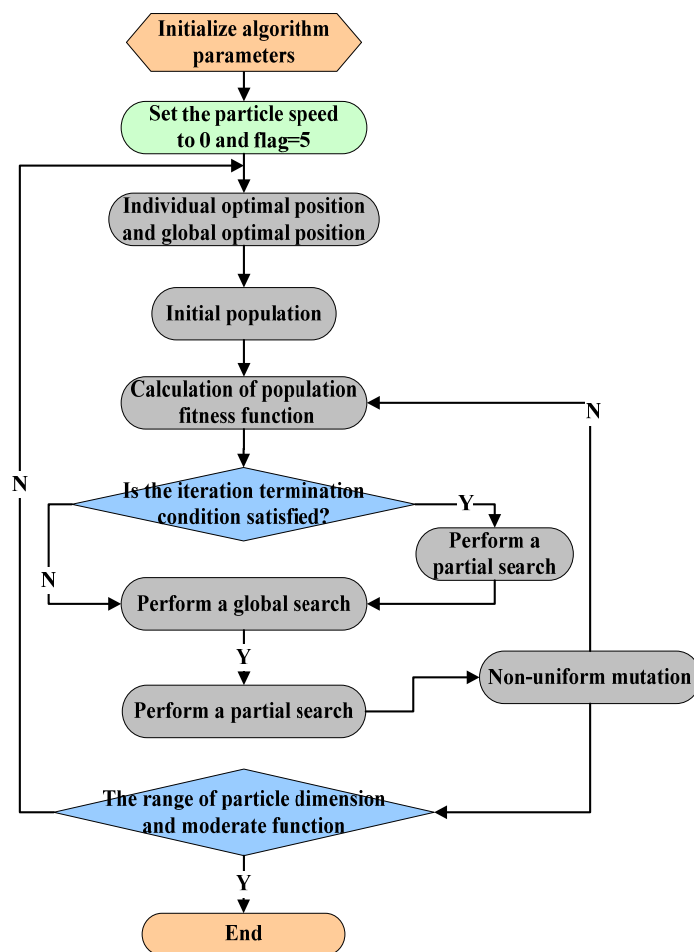 Initialize algorithm
parameters
Set the particle speed
to 0 and flag=5
Individual optimal position
and global optimal position
Initial population
Calculation of population
fitness function
N
N
Is the iteration termination
condition satisfied?
Y
Perform a
partial search
N
Perform a global search
Y
Non-uniform mutation
Perform a partial search
The range of particle dimension
and moderate function
Y
End